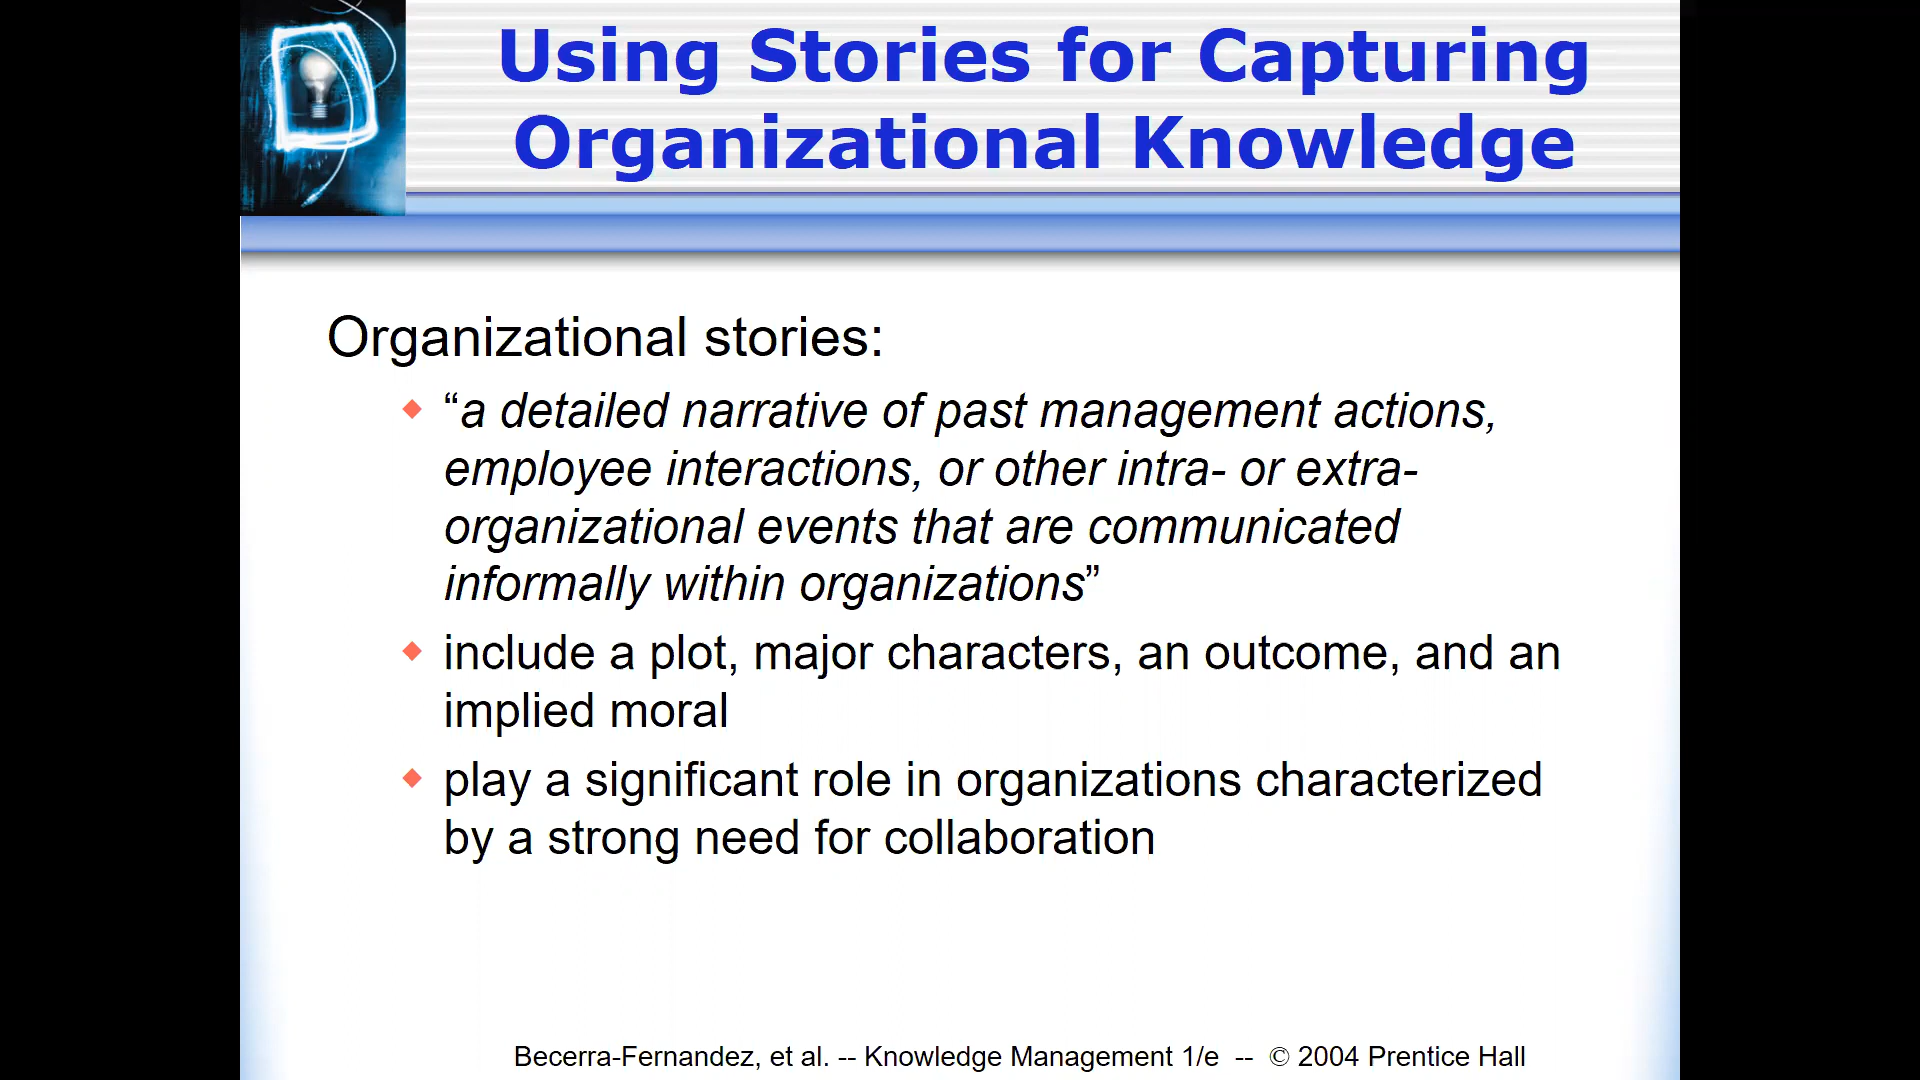 Using Stories for Capturing
Organizational Knowledge
Organizational stories:
“a detailed narrative of past management actions,
employee interactions, or other intra- or extra-
organizational events that are communicated
informally within organizations”
include a plot, major characters, an outcome, and an
implied moral
play a significant role in organizations characterized
by a strong need for collaboration
Becerra-Fernandez, et al. -- Knowledge Management 1/e -- © 2004 Prentice Hall